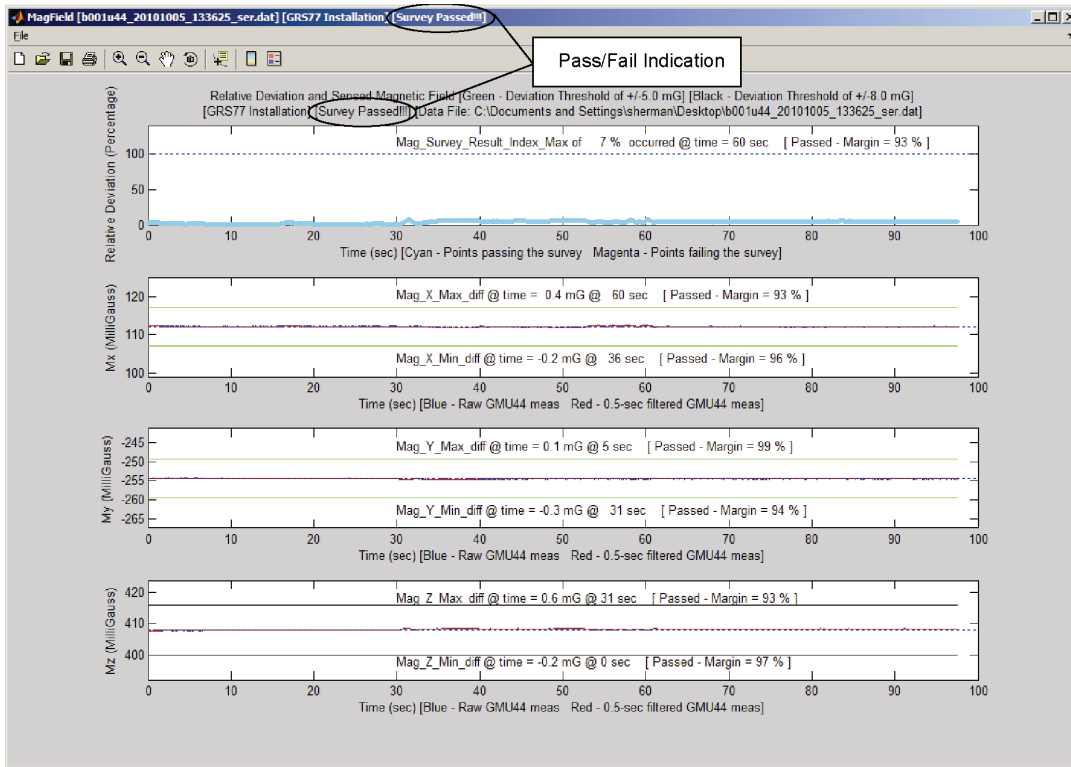 MagField [b001u44_20101005_133625_ser.dat] [GRS77 Installation] [Survey Passed!!!]
File
Pass/Fail Indication
Relative Deviation and Sensed Magnetic Field [Green - Deviation Threshold of +/-5.0 mG] [Black - Deviation Threshold of +/-8.0 mG]
[GRS77 Installation] [Survey Passed!!!] [Data File: C:\Documents and Settings\sherman\Desktop\b001u44_20101005_133625_ser.dat]
Relative Deviation (Percentage)
Mag_Survey_Result_Index_Max of 7 % occurred @ time = 60 sec [ Passed - Margin = 93 % ]
100
50
0
0 10 20 30 40 50 60 70 80 90 100
Time (sec) [Cyan - Points passing the survey Magenta - Points failing the survey]
Mx (MilliGauss)
Mag_X_Max_diff @ time = 0.4 mG @ 60 sec [ Passed - Margin = 93 % ]
120
110
100
Mag_X_Min_diff @ time = -0.2 mG @ 36 sec [ Passed - Margin = 96 % ]
0 10 20 30 40 50 60 70 80 90 100
Time (sec) [Blue - Raw GMU44 meas Red - 0.5-sec filtered GMU44 meas]
My (MilliGauss)
Mag_Y_Max_diff @ time = 0.1 mG @ 5 sec [ Passed - Margin = 99 % ]
-245
-250
-255
-260
-265
Mag_Y_Min_diff @ time = -0.3 mG @ 31 sec [ Passed - Margin = 94 % ]
0 10 20 30 40 50 60 70 80 90 100
Time (sec) [Blue - Raw GMU44 meas Red - 0.5-sec filtered GMU44 meas]
Mz (MilliGauss)
Mag_Z_Max_diff @ time = 0.6 mG @ 31 sec [ Passed - Margin = 93 % ]
420
410
400
Mag_Z_Min_diff @ time = -0.2 mG @ 0 sec [ Passed - Margin = 97 % ]
0 10 20 30 40 50 60 70 80 90 100
Time (sec) [Blue - Raw GMU44 meas Red - 0.5-sec filtered GMU44 meas]